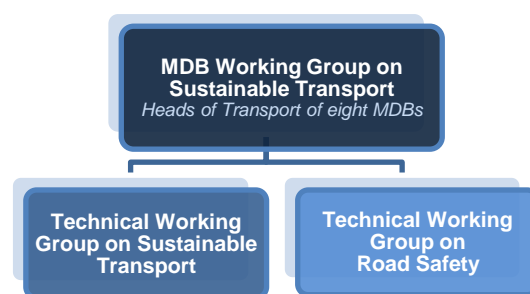 MDB Working Group on
Sustainable Transport
Heads of Transport of eight MDBs
Technical Working
Group on Sustainable
Transport
Technical Working
Group on
Road Safety